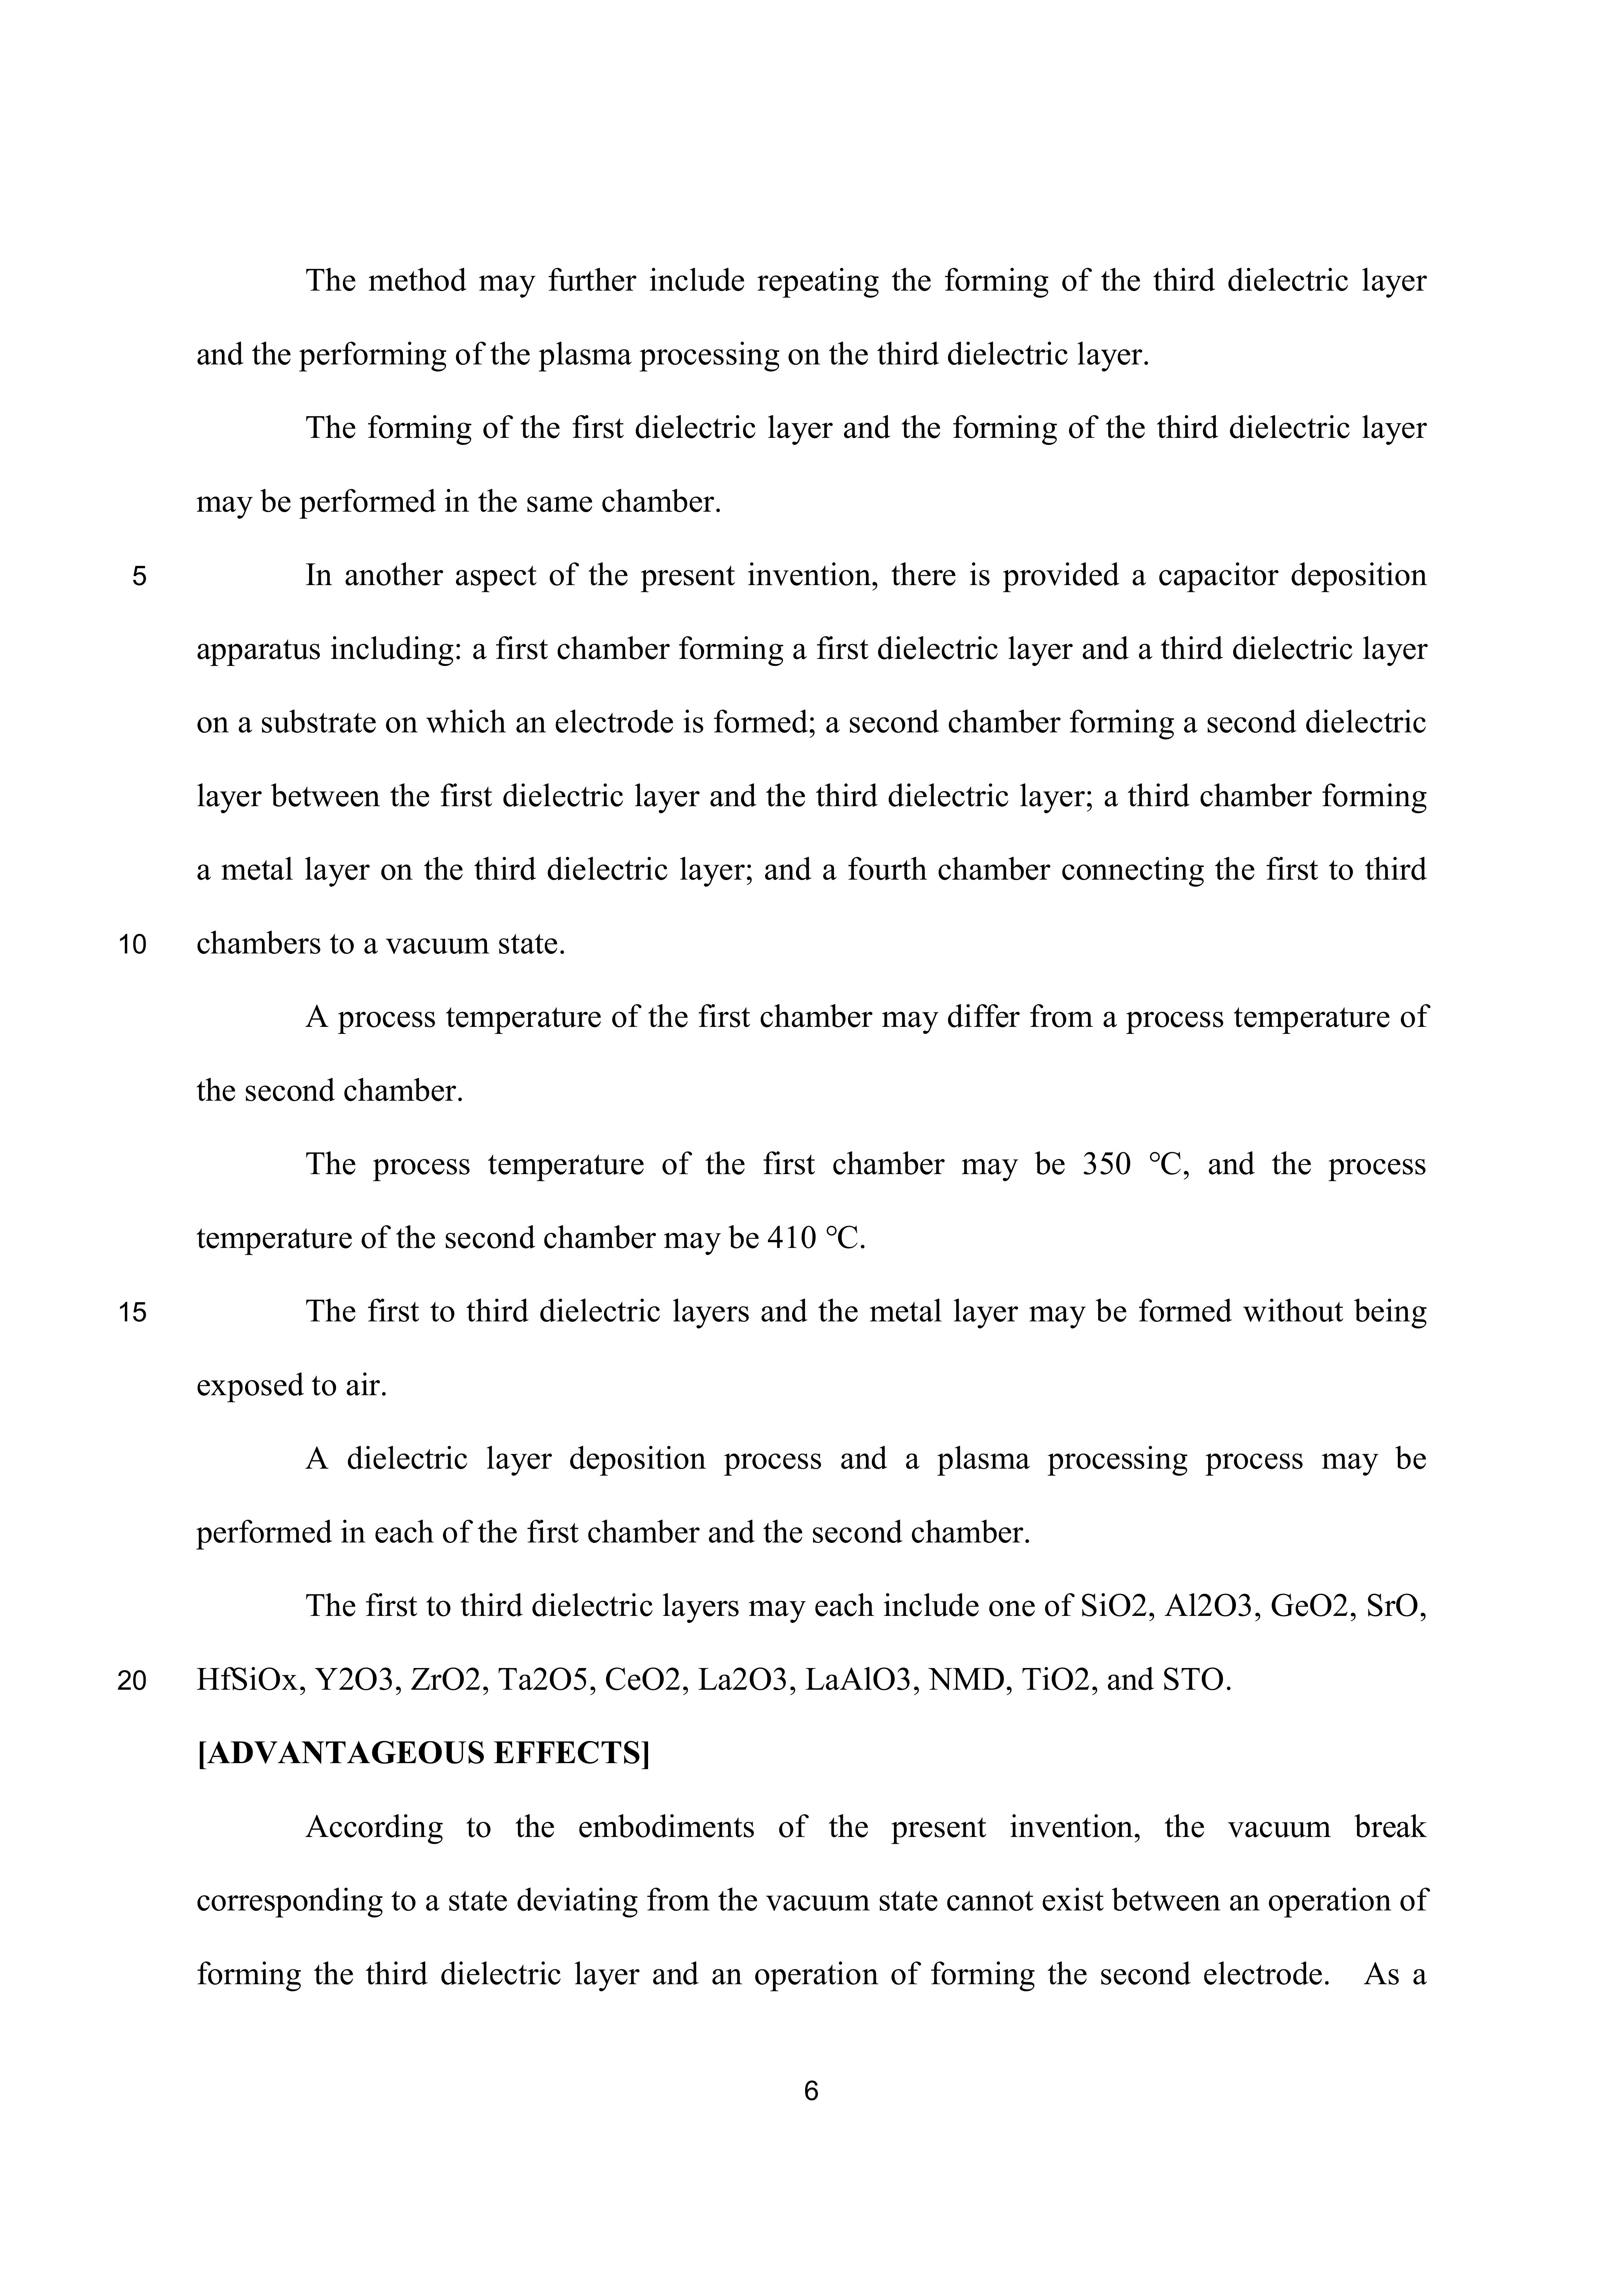 The method may further include repeating the forming of the third dielectric layer
and the performing of the plasma processing on the third dielectric layer.
The forming of the first dielectric layer and the forming of the third dielectric layer
may be performed in the same chamber.
5 In another aspect of the present invention, there is provided a capacitor deposition
apparatus including: a first chamber forming a first dielectric layer and a third dielectric layer
on a substrate on which an electrode is formed; a second chamber forming a second dielectric
layer between the first dielectric layer and the third dielectric layer; a third chamber forming
a metal layer on the third dielectric layer; and a fourth chamber connecting the first to third
10 chambers to a vacuum state.
A process temperature of the first chamber may differ from a process temperature of
the second chamber.
The process temperature of the first chamber may be 350 ℃, and the process
temperature of the second chamber may be 410 ℃.
15 The first to third dielectric layers and the metal layer may be formed without being
exposed to air.
A dielectric layer deposition process and a plasma processing process may be
performed in each of the first chamber and the second chamber.
The first to third dielectric layers may each include one of SiO2, Al2O3, GeO2, SrO,
20 HfSiOx, Y2O3, ZrO2, Ta2O5, CeO2, La2O3, LaAlO3, NMD, TiO2, and STO.
[ADVANTAGEOUS EFFECTS]
According to the embodiments of the present invention, the vacuum break
corresponding to a state deviating from the vacuum state cannot exist between an operation of
forming the third dielectric layer and an operation of forming the second electrode. As a
6